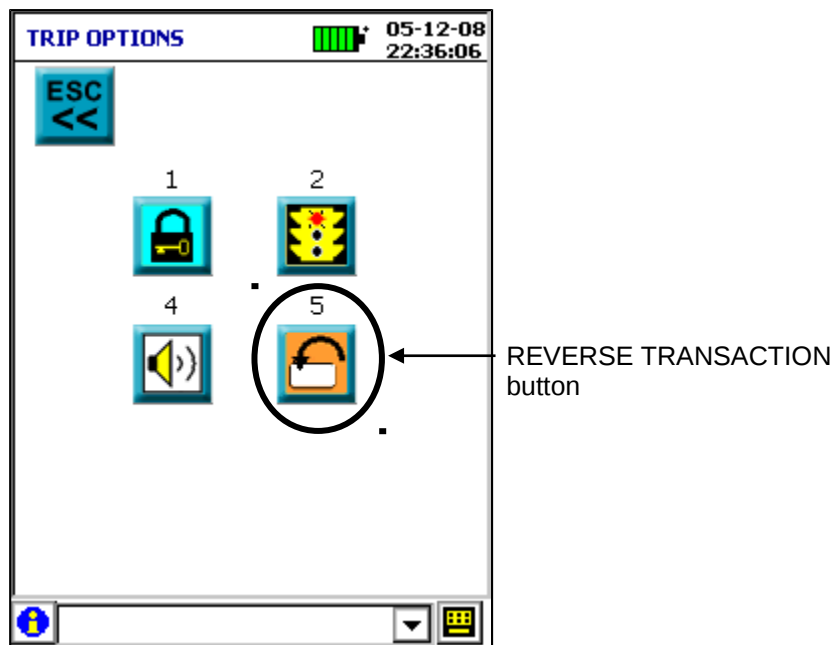 TRIP OPTIONS
05-12-08
22:36:06
ESC
<<
1
2
4
5
REVERSE TRANSACTION
button